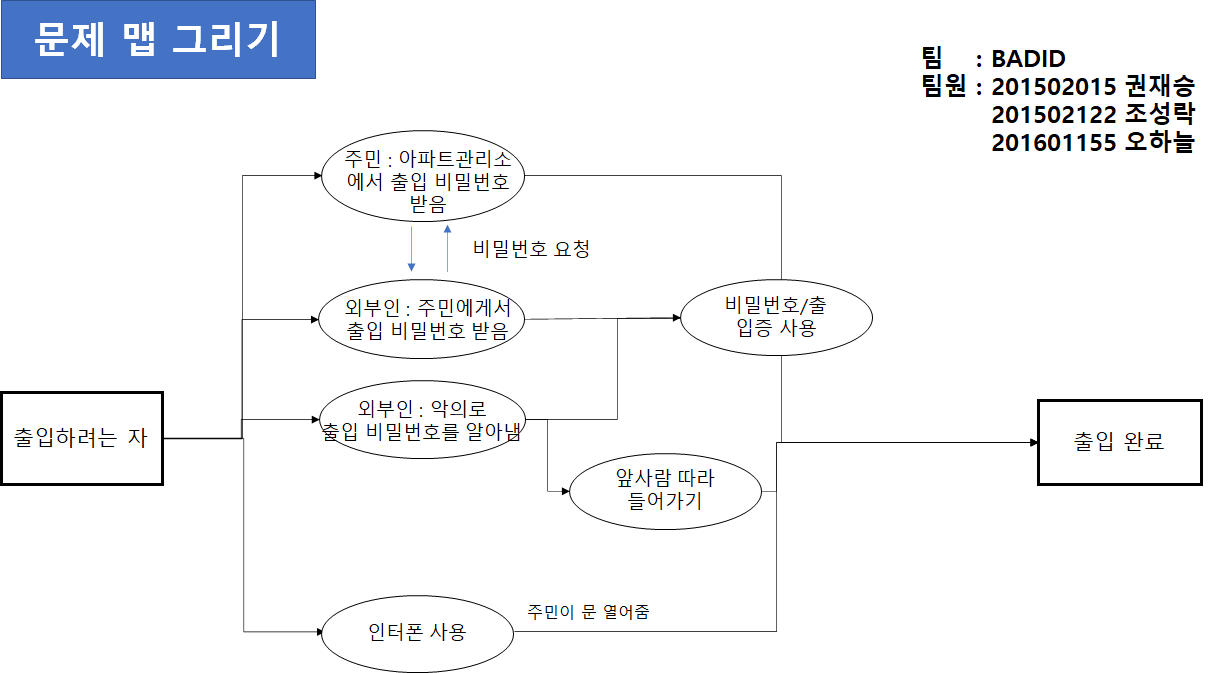 문제 맵 그리기
팀 : BADID
팀원 : 201502015 권재승
201502122 조성락
201601155 오하늘
주민 : 아파트관리소
에서 출입 비밀번호
받음
비밀번호 요청
외부인 : 주민에게서
출입 비밀번호 받음
비밀번호/출
입증 사용
외부인 : 악의로
출입 비밀번호를 알아냄
출입하려는 자
출입 완료
앞사람 따라
들어가기
주민이 문 열어줌
인터폰 사용